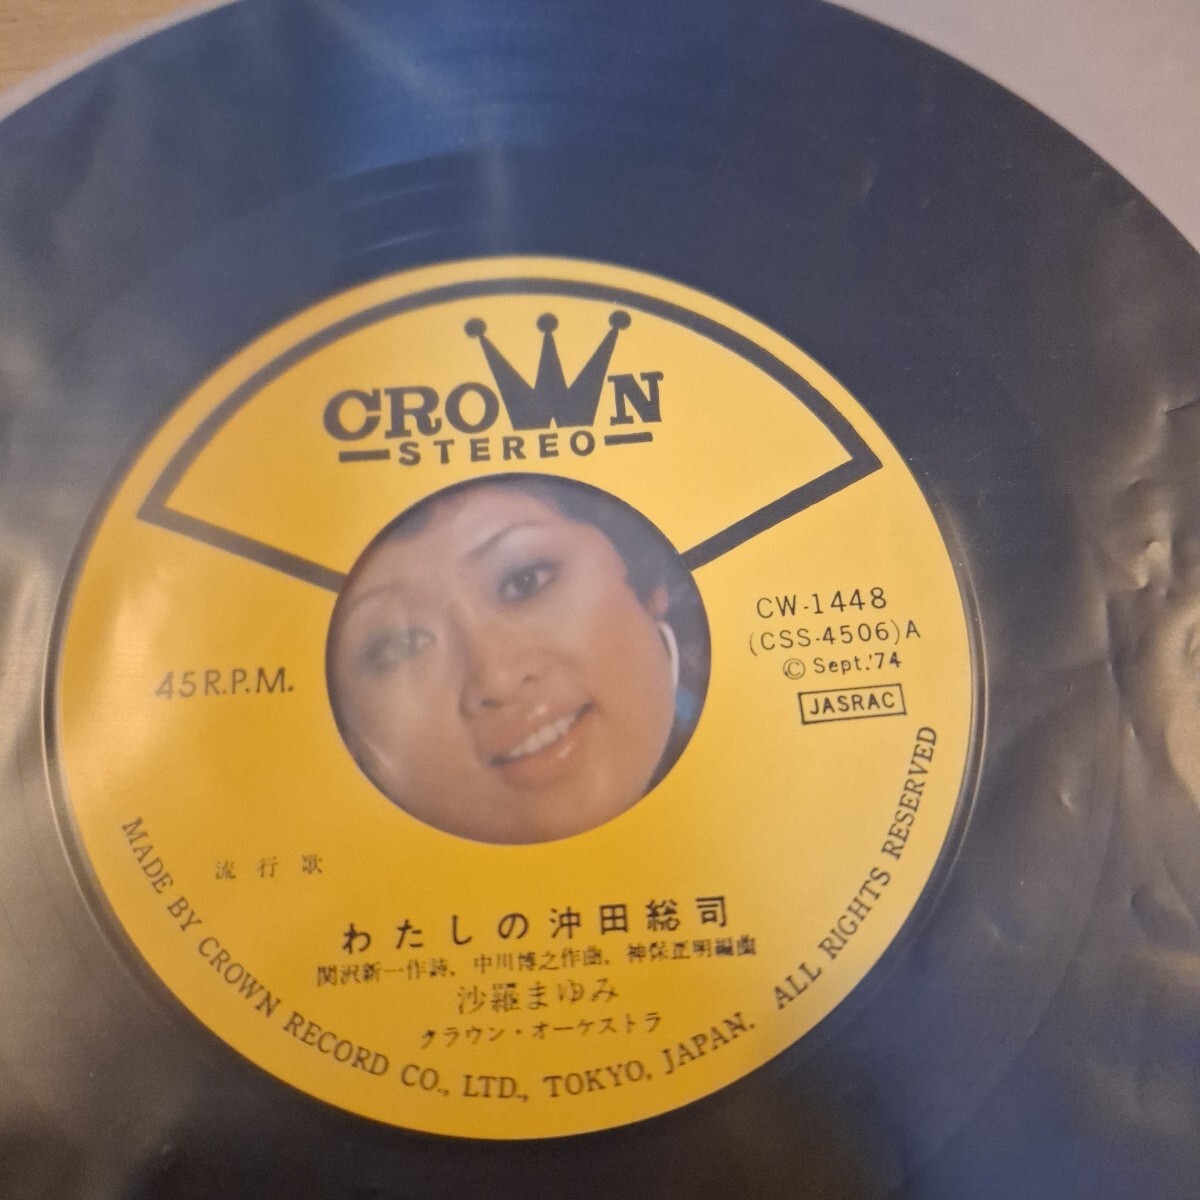 CROWN
STEREO
CW-1448
(CSS-4506)A
© Sept.'74
JASRAC
45 R.P.M.
流行歌
わたしの沖田総司
関沢新一作詩、中川博之作曲、神保正明編曲
沙羅まゆみ
クラウン・オーケストラ
MADE BY CROWN RECORD CO., LTD., TOKYO, JAPAN. ALL RIGHTS RESERVED